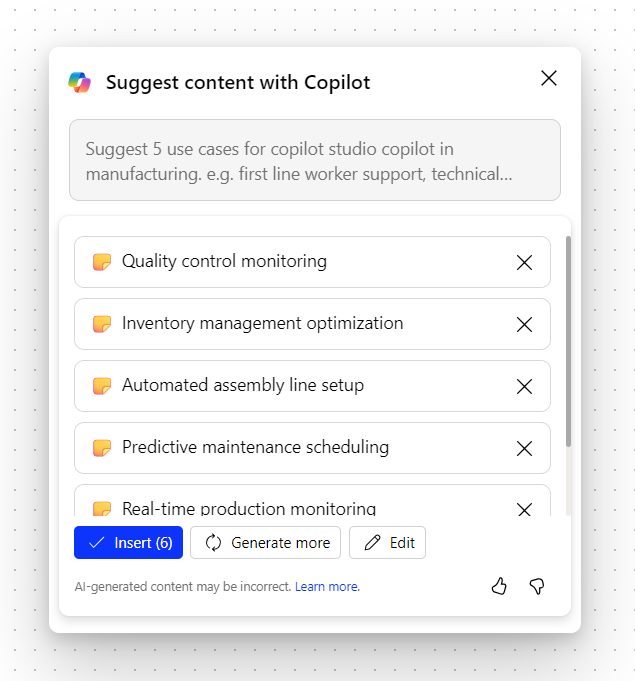 Suggest content with Copilot
Suggest 5 use cases for copilot studio copilot in
manufacturing. e.g. first line worker support, technical...
Quality control monitoring
Inventory management optimization
Automated assembly line setup
Predictive maintenance scheduling
Real-time production monitoring
Insert (6)
Generate more
Edit
AI-generated content may be incorrect. Learn more.